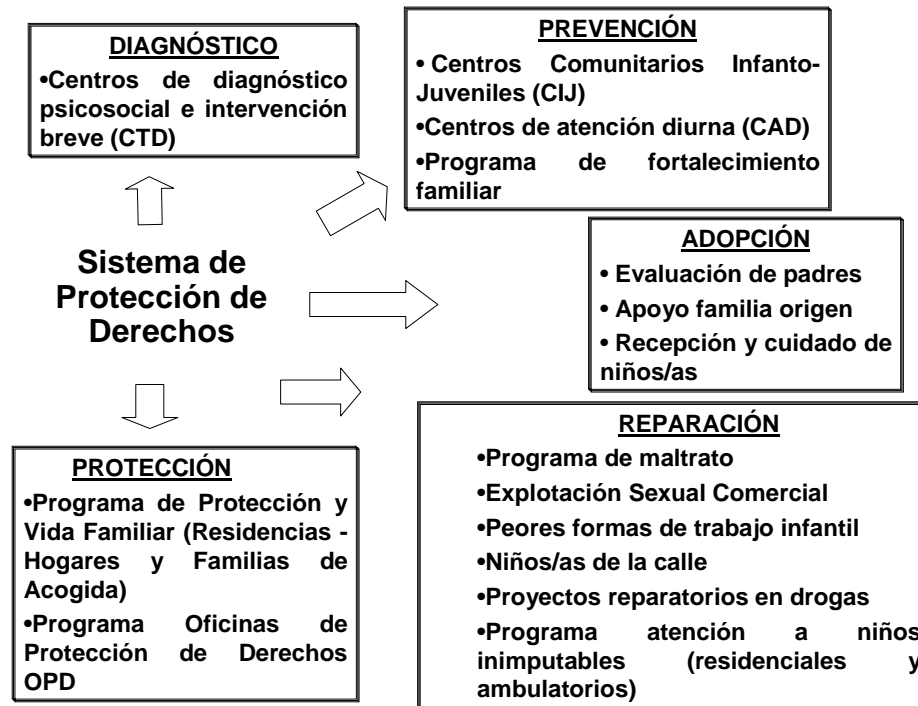 DIAGNÓSTICO
•Centros de diagnóstico
psicosocial e intervención
breve (CTD)
PREVENCIÓN
• Centros Comunitarios Infanto-
Juveniles (CIJ)
•Centros de atención diurna (CAD)
•Programa de fortalecimiento
familiar
Sistema de
Protección de
Derechos
ADOPCIÓN
• Evaluación de padres
• Apoyo familia origen
• Recepción y cuidado de
niños/as
PROTECCIÓN
•Programa de Protección y
Vida Familiar (Residencias -
Hogares y Familias de
Acogida)
•Programa Oficinas de
Protección de Derechos
OPD
REPARACIÓN
•Programa de maltrato
•Explotación Sexual Comercial
•Peores formas de trabajo infantil
•Niños/as de la calle
•Proyectos reparatorios en drogas
•Programa atención a niños
inimputables (residenciales y
ambulatorios)